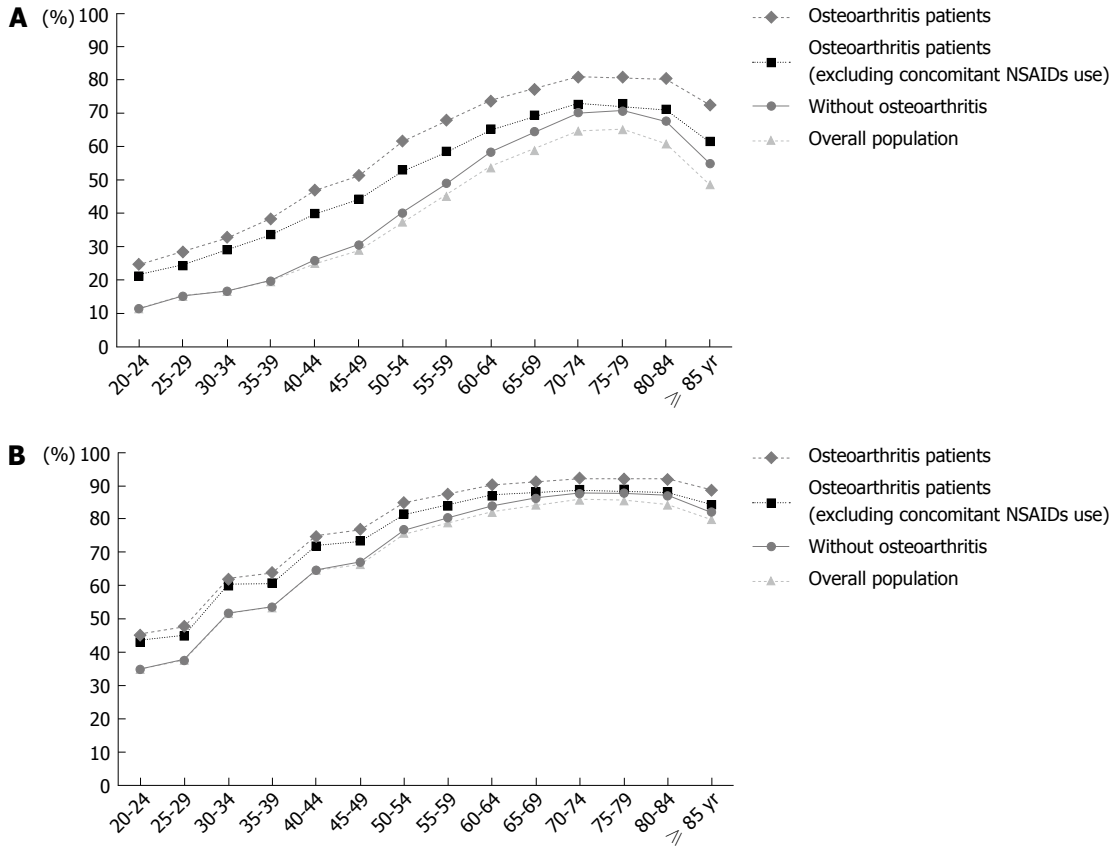 A (%) 100
90
80
70
60
50
40
30
20
10
0
20-24 25-29 30-34 35-39 40-44 45-49 50-54 55-59 60-64 65-69 70-74 75-79 80-84 ⩾ 85 yr
Osteoarthritis patients
Osteoarthritis patients
(excluding concomitant NSAIDs use)
Without osteoarthritis
Overall population
B (%) 100
90
80
70
60
50
40
30
20
10
0
20-24 25-29 30-34 35-39 40-44 45-49 50-54 55-59 60-64 65-69 70-74 75-79 80-84 ⩾ 85 yr
Osteoarthritis patients
Osteoarthritis patients
(excluding concomitant NSAIDs use)
Without osteoarthritis
Overall population